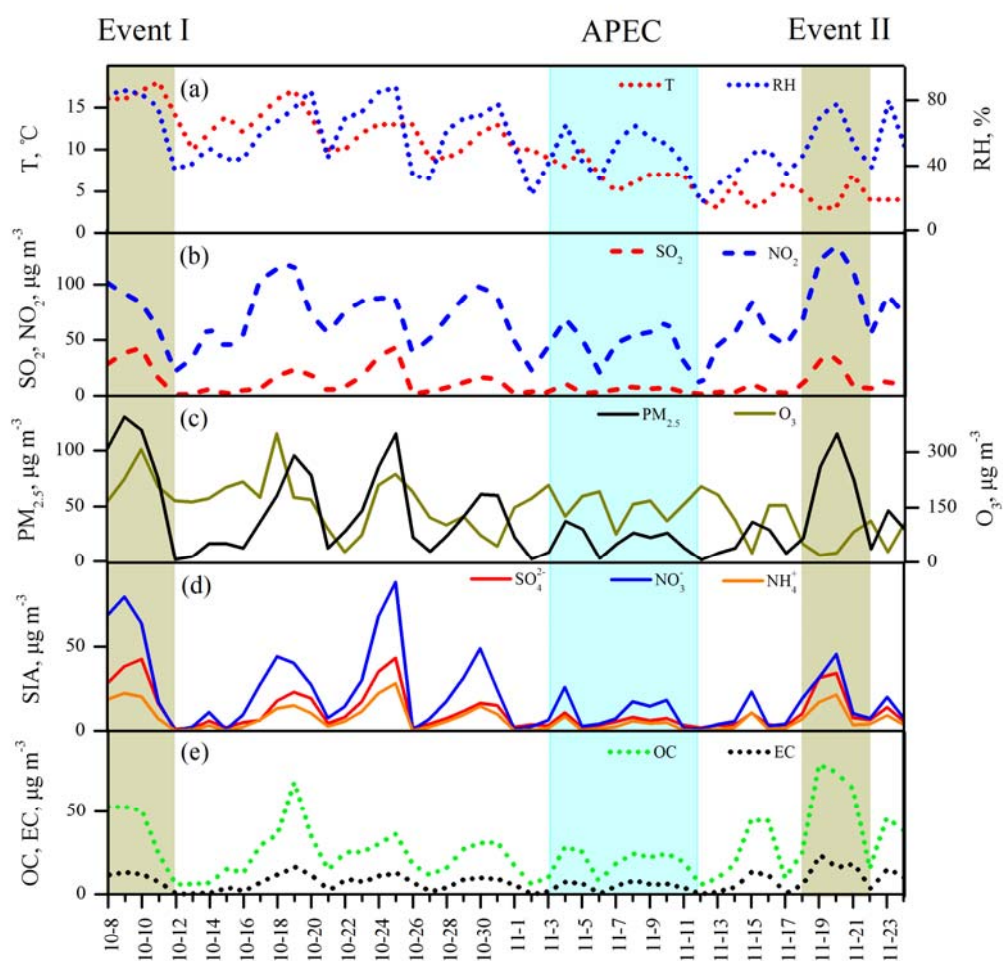 Event I APEC Event II
(a) T RH
T, ℃
15
10
5
0
RH, %
80
40
0
(b) SO₂ NO₂
SO₂, NO₂, µg m⁻³
100
50
0
(c) PM₂.₅ O₃
PM₂.₅, µg m⁻³
100
50
0
O₃, µg m⁻³
300
150
0
(d) SO₄²⁻ NO₃⁻ NH₄⁺
SIA, µg m⁻³
50
0
(e) OC EC
OC, EC, µg m⁻³
50
0
10-8 10-10 10-12 10-14 10-16 10-18 10-20 10-22 10-24 10-26 10-28 10-30 11-1 11-3 11-5 11-7 11-9 11-11 11-13 11-15 11-17 11-19 11-21 11-23